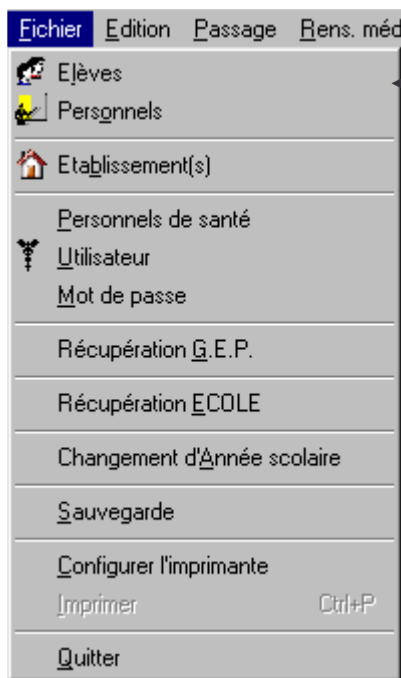 Fichier Edition Passage Rens. méd
Elèves
Personnels
Etablissement(s)
Personnels de santé
Utilisateur
Mot de passe
Récupération G.E.P.
Récupération ECOLE
Changement d'Année scolaire
Sauvegarde
Configurer l'imprimante
Imprimer Ctrl+P
Quitter